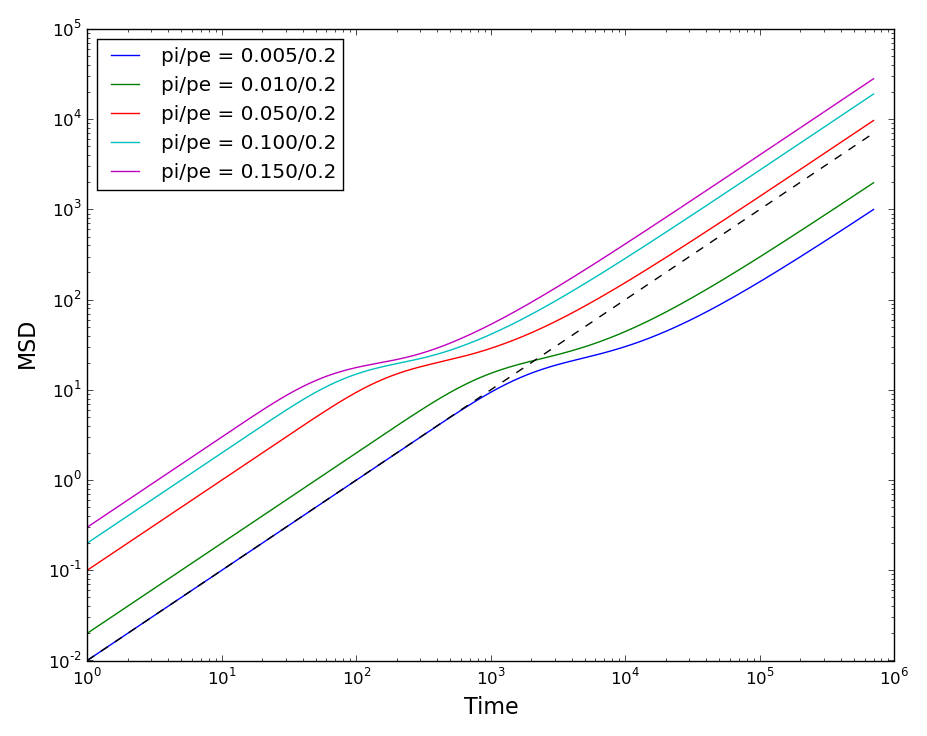 10^5
10^4
10^3
10^2
10^1
10^0
10^-1
10^-2
MSD
pi/pe = 0.005/0.2
pi/pe = 0.010/0.2
pi/pe = 0.050/0.2
pi/pe = 0.100/0.2
pi/pe = 0.150/0.2
10^0 10^1 10^2 10^3 10^4 10^5 10^6
Time